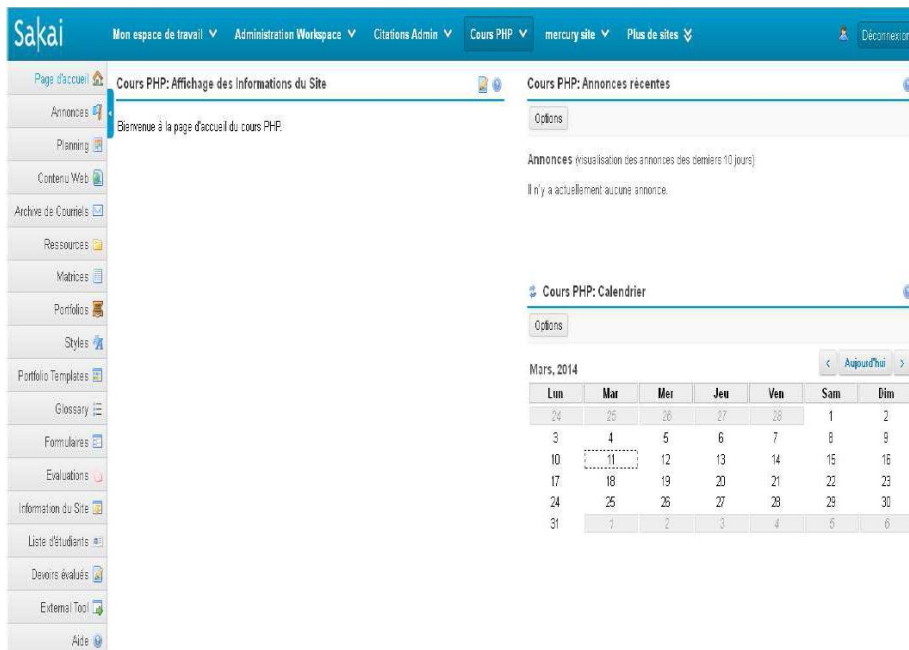 Sakai
Mon espace de travail Administration Workspace Citations Admin Cours PHP mercury site Plus de sites Déconnexion
Page d'accueil
Annonces
Planning
Contenu Web
Archive de Courriels
Ressources
Matrices
Portfolios
Styles
Portfolio Templates
Glossary
Formulaires
Evaluations
Information du Site
Liste d'étudiants
Devoirs évalués
External Tool
Aide
Cours PHP: Affichage des Informations du Site
Bienvenue à la page d'accueil du cours PHP.
Cours PHP: Annonces récentes
Options
Annonces (visualisation des annonces des derniers 10 jours)
Il n'y a actuellement aucune annonce.
Cours PHP: Calendrier
Options
Mars, 2014 < Aujourd'hui >
Lun Mar Mer Jeu Ven Sam Dim
24 25 26 27 28 1 2
3 4 5 6 7 8 9
10 11 12 13 14 15 16
17 18 19 20 21 22 23
24 25 26 27 28 29 30
31 1 2 3 4 5 6